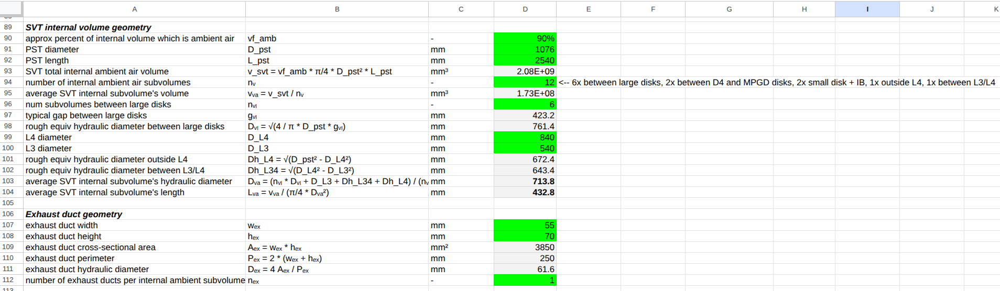 A B C D E F G H I J K
89 SVT internal volume geometry
90 approx percent of internal volume which is ambient air vf_amb - 90%
91 PST diameter D_pst mm 1076
92 PST length L_pst mm 2540
93 SVT total internal ambient air volume v_svt = vf_amb * π/4 * D_pst² * L_pst mm³ 2.08E+09
94 number of internal ambient air subvolumes nᵥ - 12 <-- 6x between large disks, 2x between D4 and MPGD disks, 2x small disk + IB, 1x outside L4, 1x between L3/L4
95 average SVT internal subvolume's volume vᵥₐ = v_svt / nᵥ mm³ 1.73E+08
96 num subvolumes between large disks nᵥₗ - 6
97 typical gap between large disks gᵥₗ mm 423.2
98 rough equiv hydraulic diameter between large disks Dᵥₗ = √(4 / π * D_pst * gᵥₗ) mm 761.4
99 L4 diameter D_L4 mm 840
100 L3 diameter D_L3 mm 540
101 rough equiv hydraulic diameter outside L4 Dh_L4 = √(D_pst² - D_L4²) mm 672.4
102 rough equiv hydraulic diameter between L3/L4 Dh_L34 = √(D_L4² - D_L3²) mm 643.4
103 average SVT internal subvolume's hydraulic diameter Dᵥₐ = (nᵥₗ * Dᵥₗ + D_L3 + Dh_L34 + Dh_L4) / (nᵥ mm 713.8
104 average SVT internal subvolume's length Lᵥₐ = vᵥₐ / (π/4 * Dᵥₐ²) mm 432.8
105
106 Exhaust duct geometry
107 exhaust duct width wₑₓ mm 55
108 exhaust duct height hₑₓ mm 70
109 exhaust duct cross-sectional area Aₑₓ = wₑₓ * hₑₓ mm² 3850
110 exhaust duct perimeter Pₑₓ = 2 * (wₑₓ + hₑₓ) mm 250
111 exhaust duct hydraulic diameter Dₑₓ = 4 Aₑₓ / Pₑₓ mm 61.6
112 number of exhaust ducts per internal ambient subvolume nₑₓ - 1